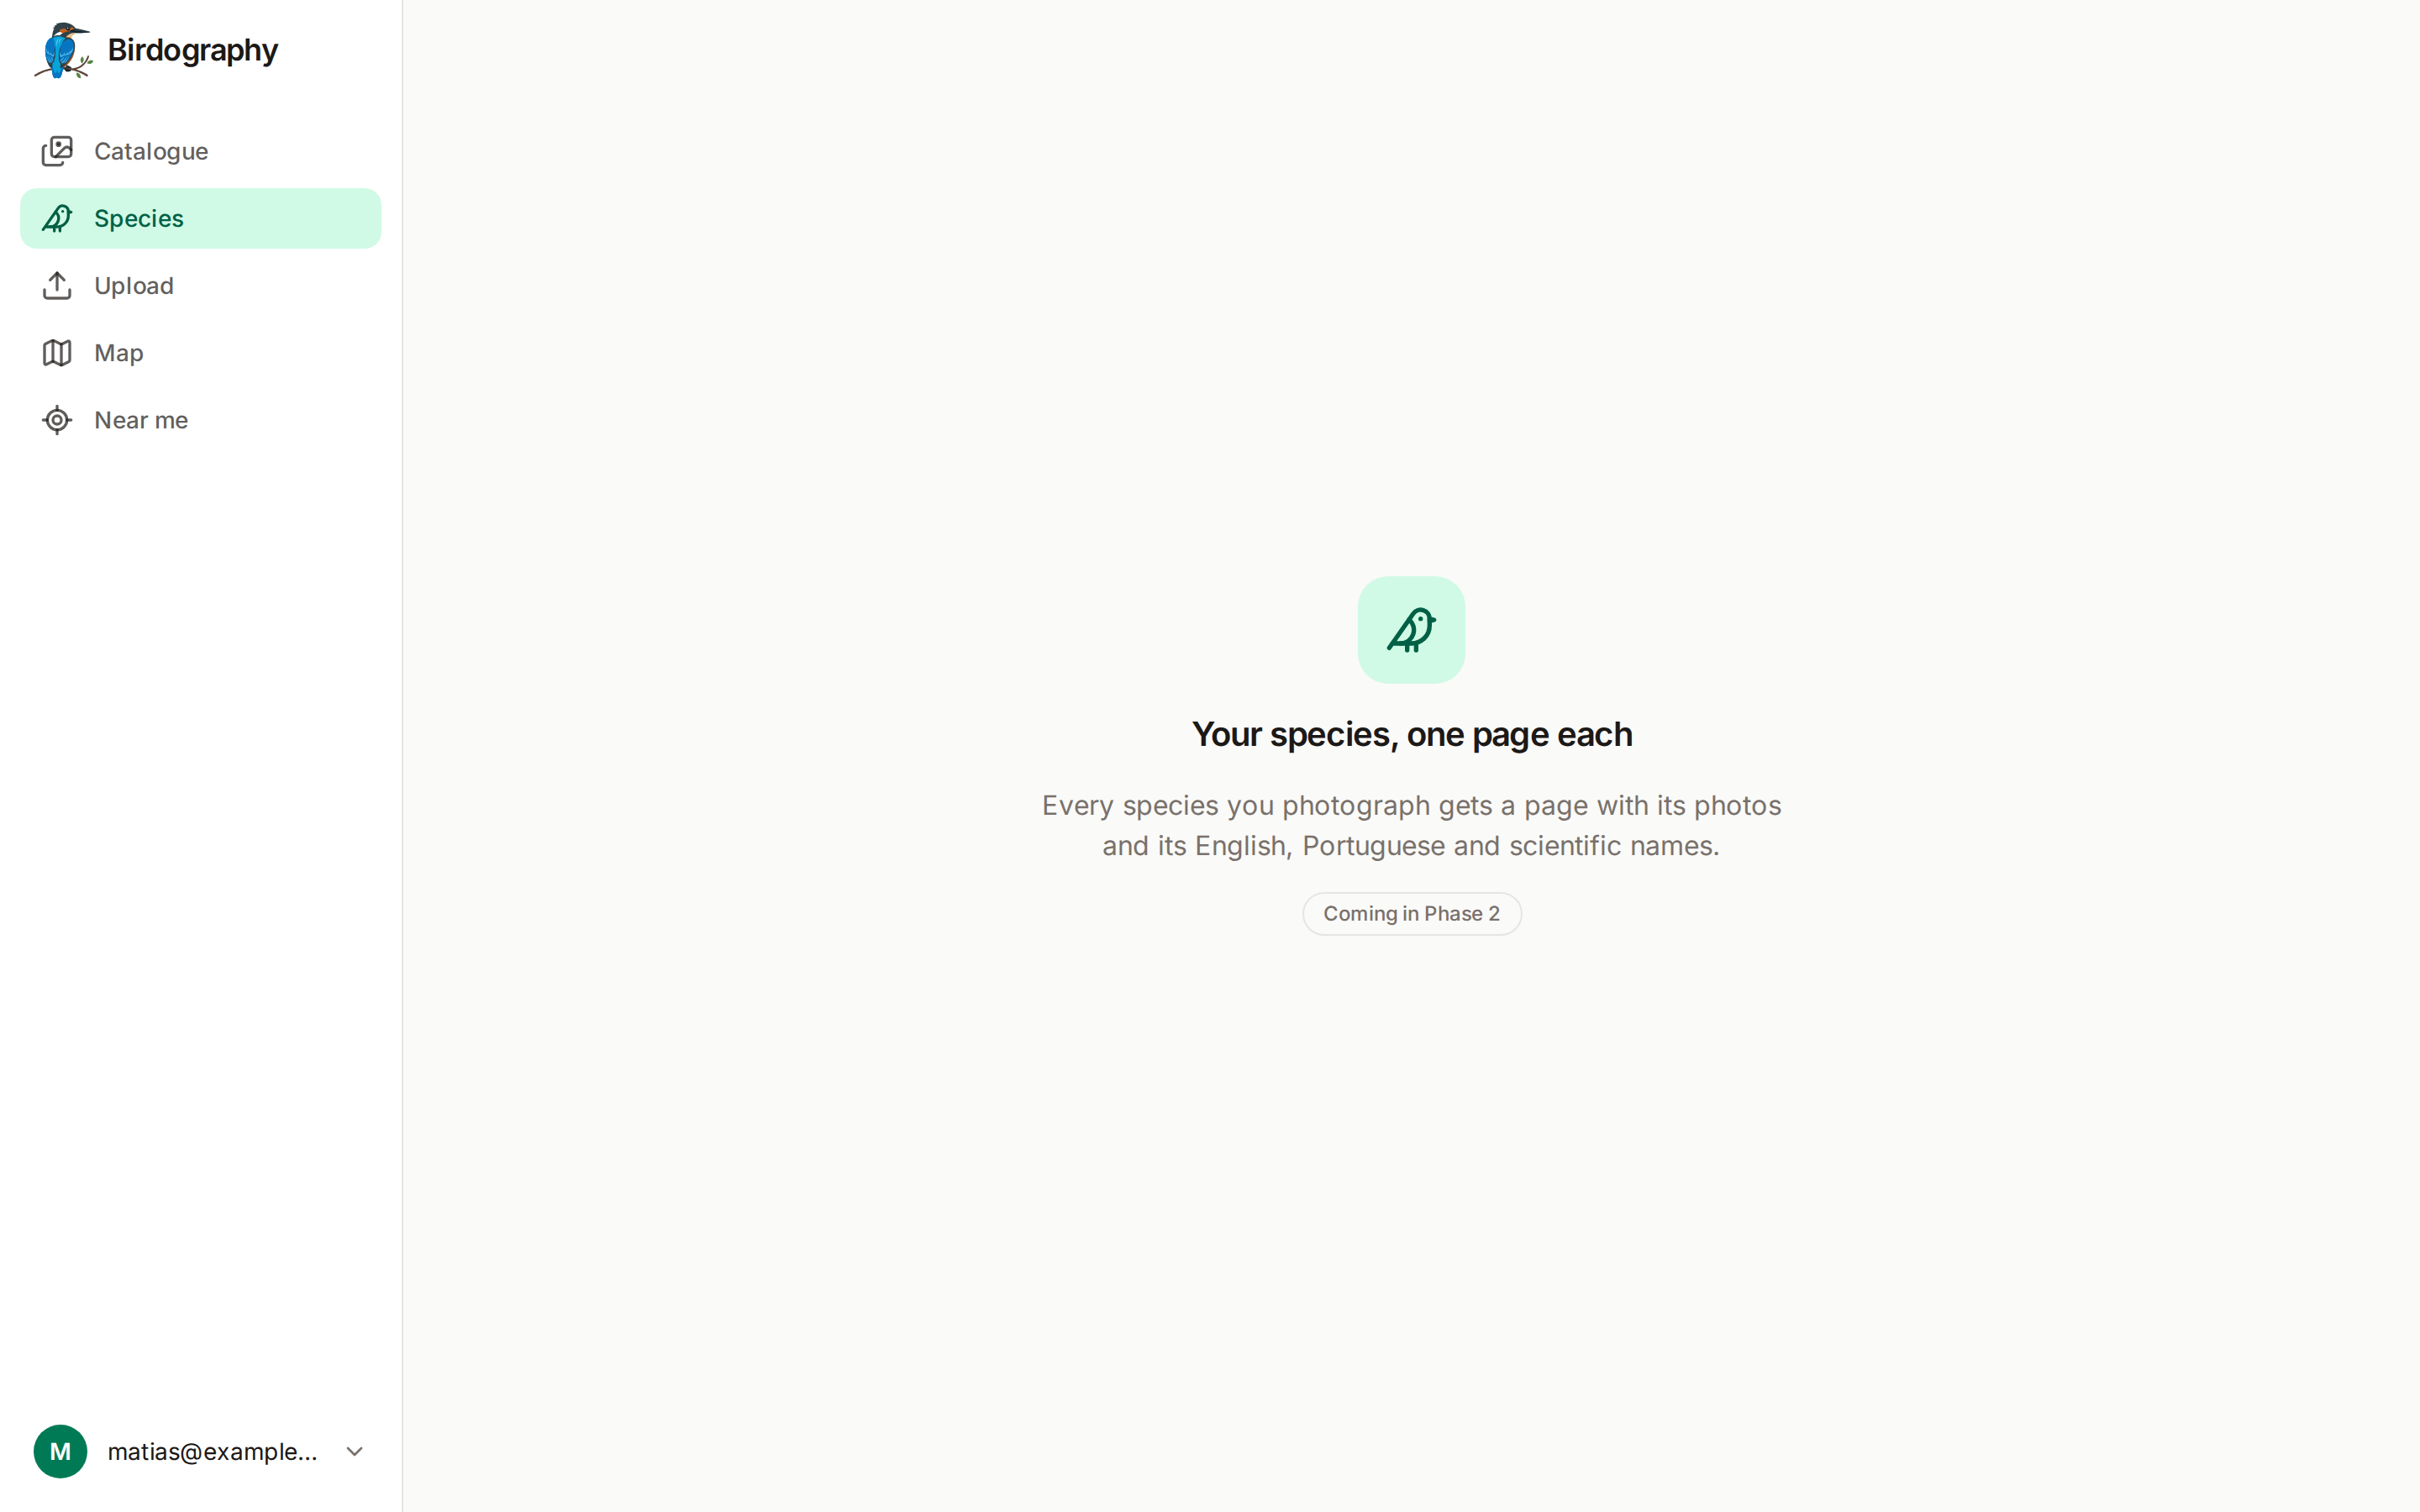 Birdography
Catalogue
Species
Upload
Map
Near me
Your species, one page each
Every species you photograph gets a page with its photos
and its English, Portuguese and scientific names.
Coming in Phase 2
M
matias@example...